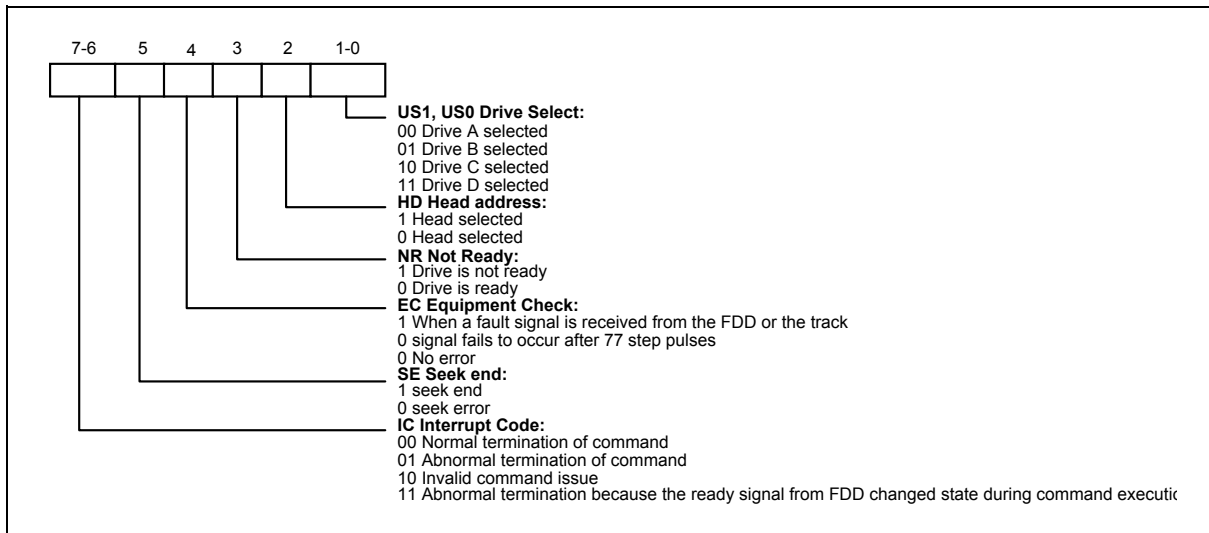 7-6 5 4 3 2 1-0
US1, US0 Drive Select:
00 Drive A selected
01 Drive B selected
10 Drive C selected
11 Drive D selected
HD Head address:
1 Head selected
0 Head selected
NR Not Ready:
1 Drive is not ready
0 Drive is ready
EC Equipment Check:
1 When a fault signal is received from the FDD or the track
0 signal fails to occur after 77 step pulses
0 No error
SE Seek end:
1 seek end
0 seek error
IC Interrupt Code:
00 Normal termination of command
01 Abnormal termination of command
10 Invalid command issue
11 Abnormal termination because the ready signal from FDD changed state during command